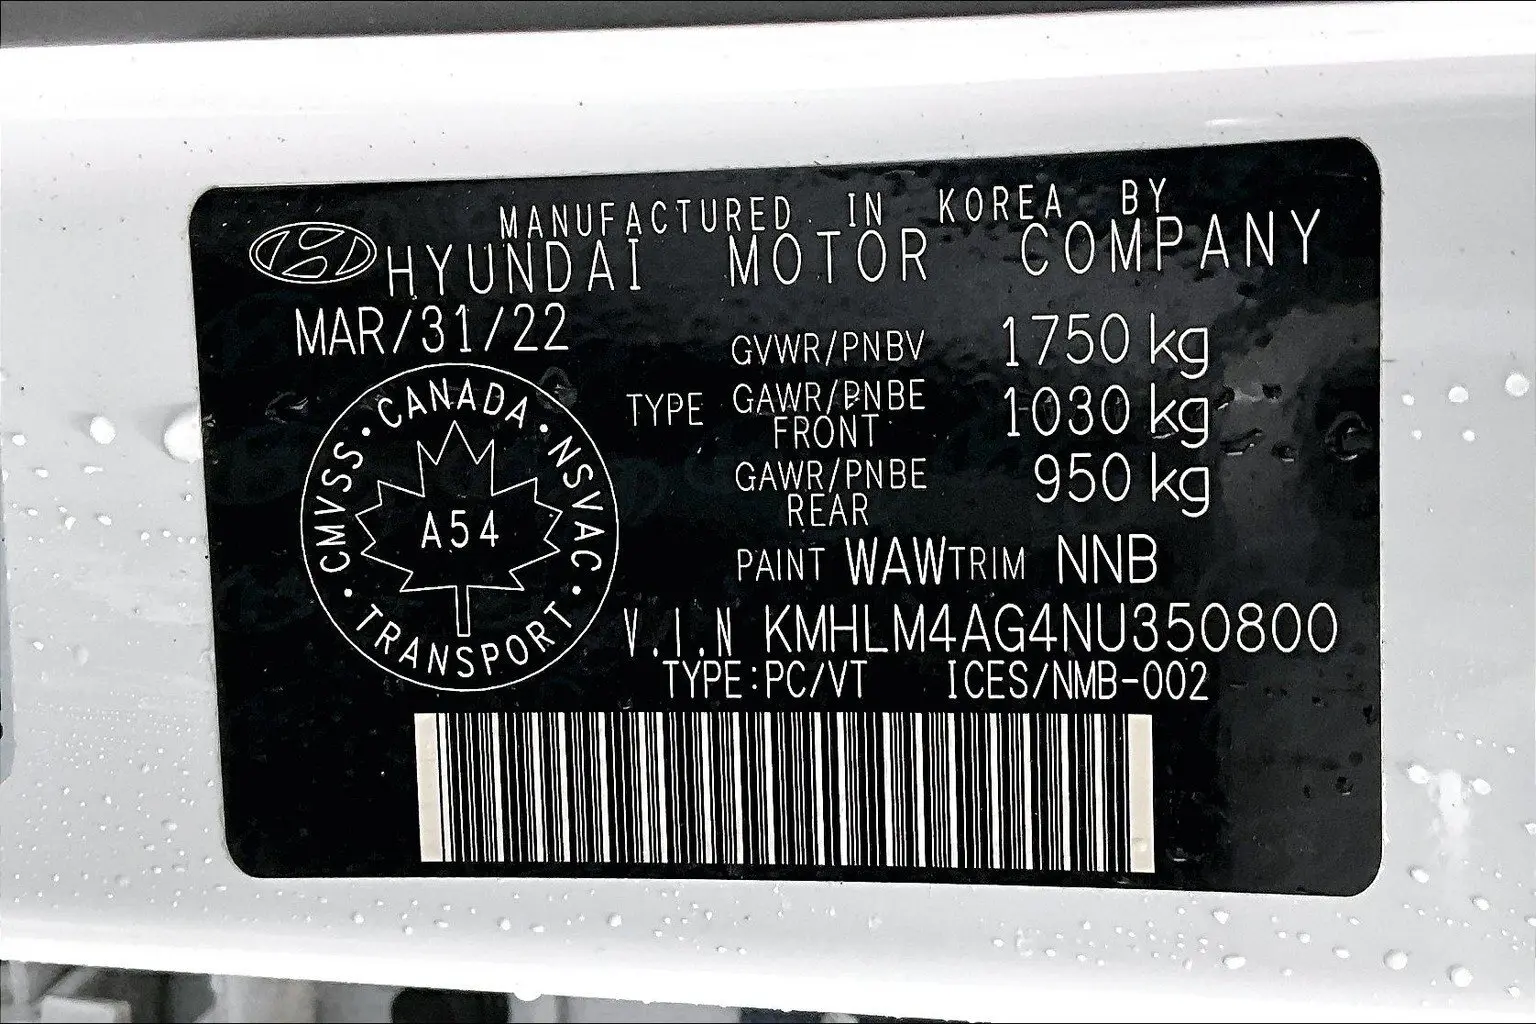 MANUFACTURED IN KOREA BY
HYUNDAI MOTOR COMPANY
MAR/31/22
GVWR/PNBV 1750 kg
TYPE GAWR/PNBE FRONT 1030 kg
GAWR/PNBE REAR 950 kg
PAINT WAW TRIM NNB
V.I.N KMHLM4AG4NU350800
TYPE:PC/VT ICES/NMB-002
CMVSS · CANADA · NSVAC · TRANSPORT ·
A54